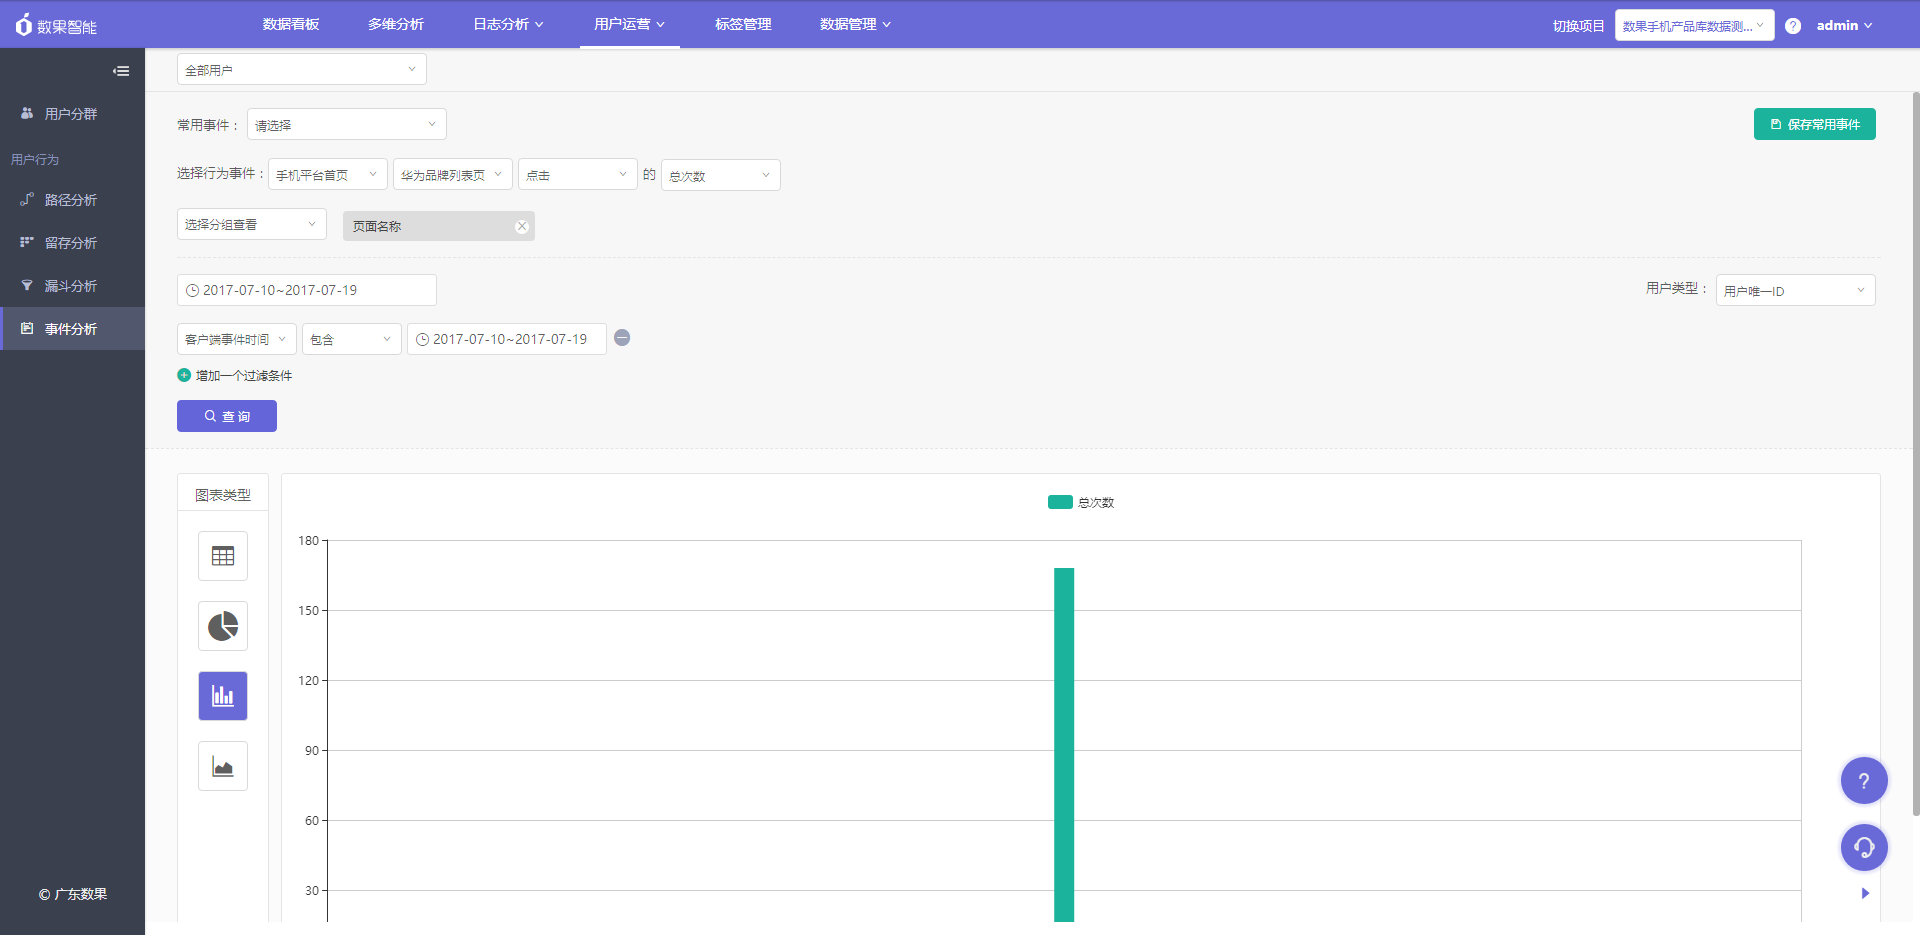 数果智能 数据看板 多维分析 日志分析 用户运营 标签管理 数据管理 切换项目 数果手机产品库数据测... ? admin
全部用户
用户分群
用户行为
路径分析
留存分析
漏斗分析
事件分析
© 广东数果
常用事件： 请选择 保存常用事件
选择行为事件： 手机平台首页 华为品牌列表页 点击 的 总次数
选择分组查看 页面名称
2017-07-10~2017-07-19 用户类型： 用户唯一ID
客户端事件时间 包含 2017-07-10~2017-07-19
增加一个过滤条件
查 询
图表类型
总次数
180
150
120
90
60
30
?